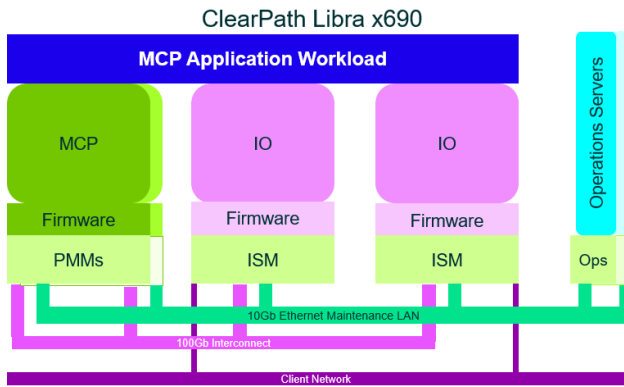 ClearPath Libra x690
MCP Application Workload
MCP
IO
IO
Operations Servers
Firmware
Firmware
Firmware
PMMs
ISM
ISM
Ops
10Gb Ethernet Maintenance LAN
100Gb Interconnect
Client Network